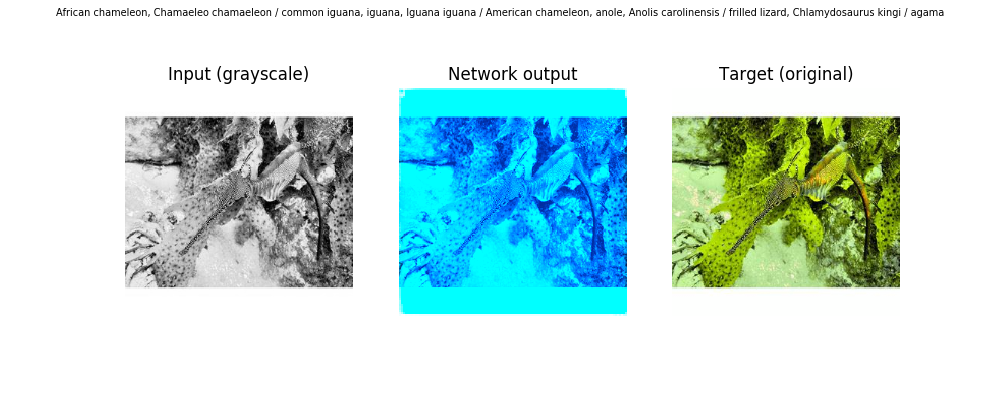 African chameleon, Chamaeleo chamaeleon / common iguana, iguana, Iguana iguana / American chameleon, anole, Anolis carolinensis / frilled lizard, Chlamydosaurus kingi / agama
Input (grayscale)
Network output
Target (original)